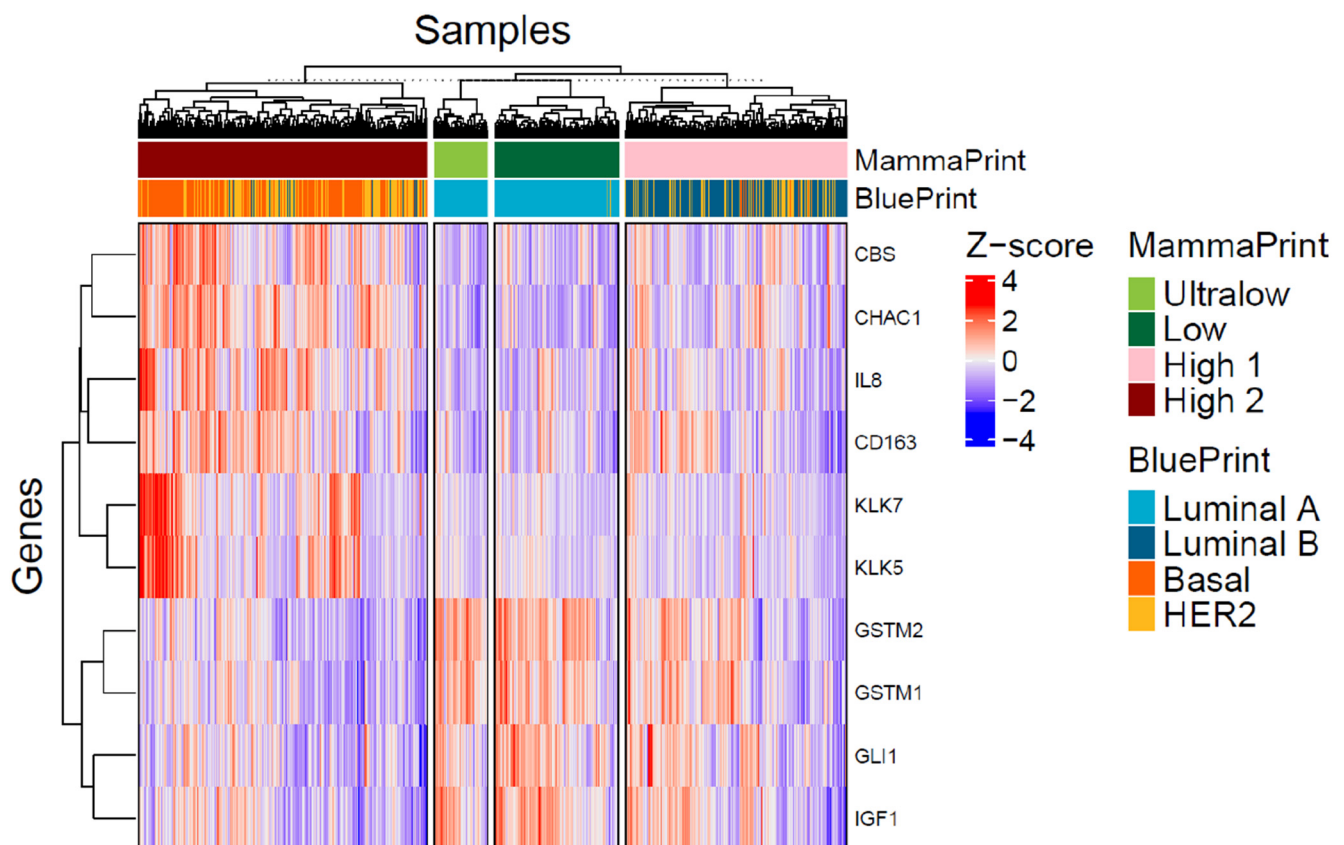 Samples
MammaPrint
BluePrint
Genes
CBS
CHAC1
IL8
CD163
KLK7
KLK5
GSTM2
GSTM1
GLI1
IGF1
Z−score
4
2
0
−2
−4
MammaPrint
Ultralow
Low
High 1
High 2
BluePrint
Luminal A
Luminal B
Basal
HER2